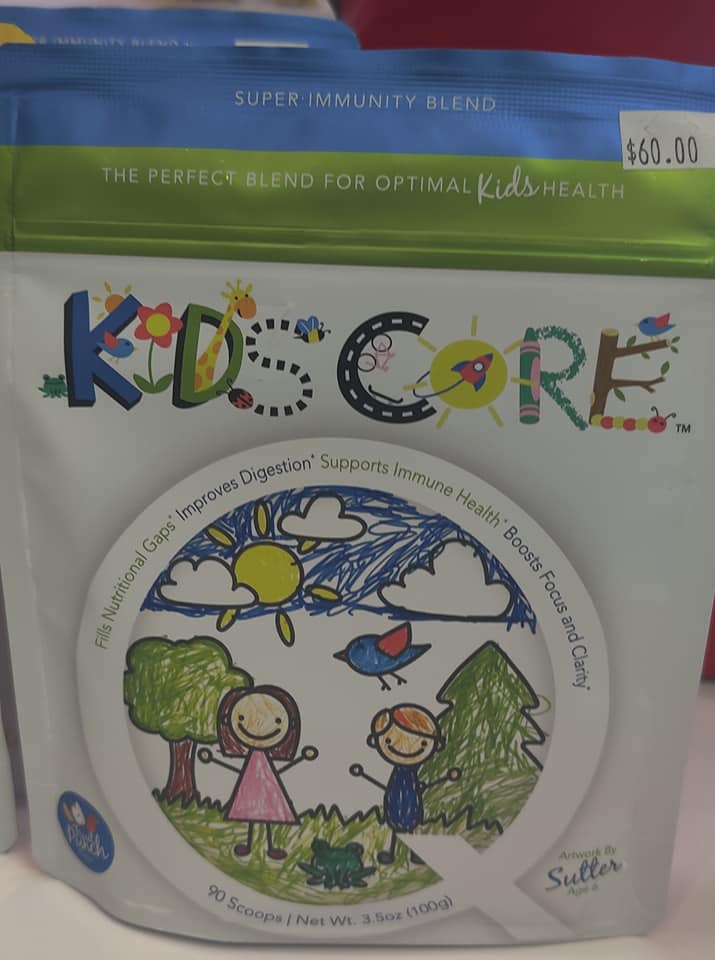 SUPER·IMMUNITY BLEND
$60.00
THE PERFECT BLEND FOR OPTIMAL Kids HEALTH
KiDS CORE ™
Fills Nutritional Gaps* Improves Digestion* Supports Immune Health* Boosts Focus and Clarity*
Punch
Artwork By
Sutter
Age 6
90 Scoops | Net Wt. 3.5oz (100g)